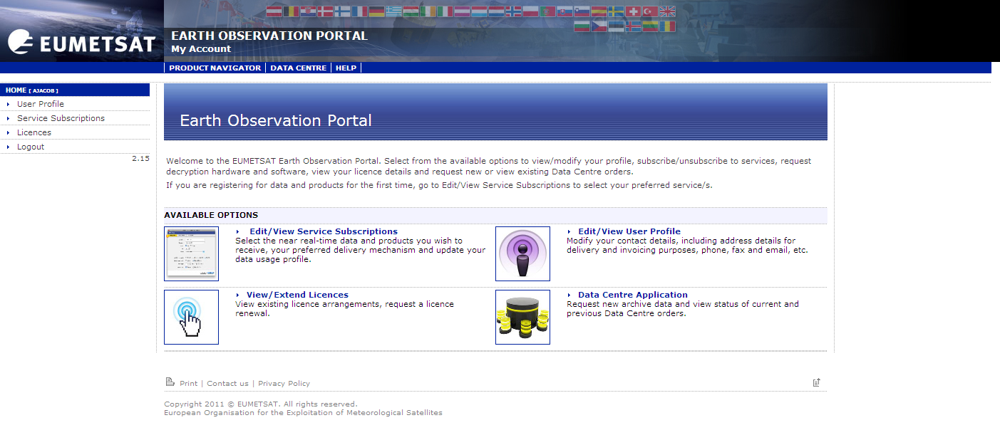 EUMETSAT
EARTH OBSERVATION PORTAL
My Account
PRODUCT NAVIGATOR
DATA CENTRE
HELP
HOME [ AJACOB ]
User Profile
Service Subscriptions
Licences
Logout
2.15
Earth Observation Portal
Welcome to the EUMETSAT Earth Observation Portal. Select from the available options to view/modify your profile, subscribe/unsubscribe to services, request
decryption hardware and software, view your licence details and request new or view existing Data Centre orders.
If you are registering for data and products for the first time, go to Edit/View Service Subscriptions to select your preferred service/s.
AVAILABLE OPTIONS
Edit/View Service Subscriptions
Select the near real-time data and products you wish to
receive, your preferred delivery mechanism and update your
data usage profile.
Edit/View User Profile
Modify your contact details, including address details for
delivery and invoicing purposes, phone, fax and email, etc.
View/Extend Licences
View existing licence arrangements, request a licence
renewal.
Data Centre Application
Request new archive data and view status of current and
previous Data Centre orders.
Print | Contact us | Privacy Policy
Copyright 2011 © EUMETSAT. All rights reserved.
European Organisation for the Exploitation of Meteorological Satellites